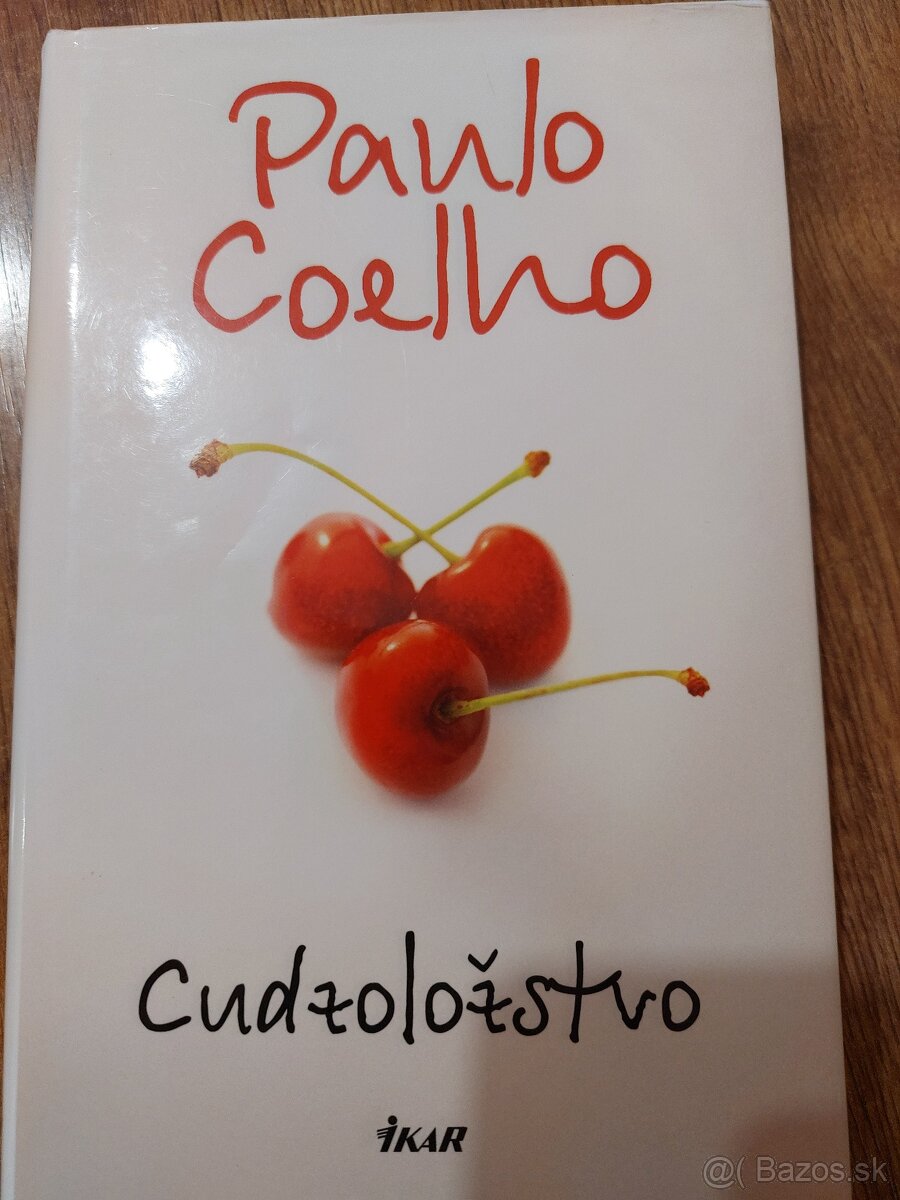 Paulo
Coelho
Cudzoložstvo
iKAR
@( Bazos.sk